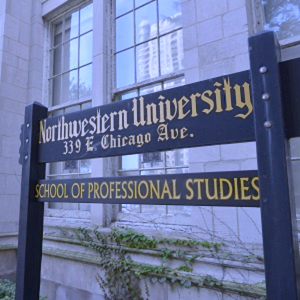 Northwestern University
339 E. Chicago Ave.
SCHOOL OF PROFESSIONAL STUDIES